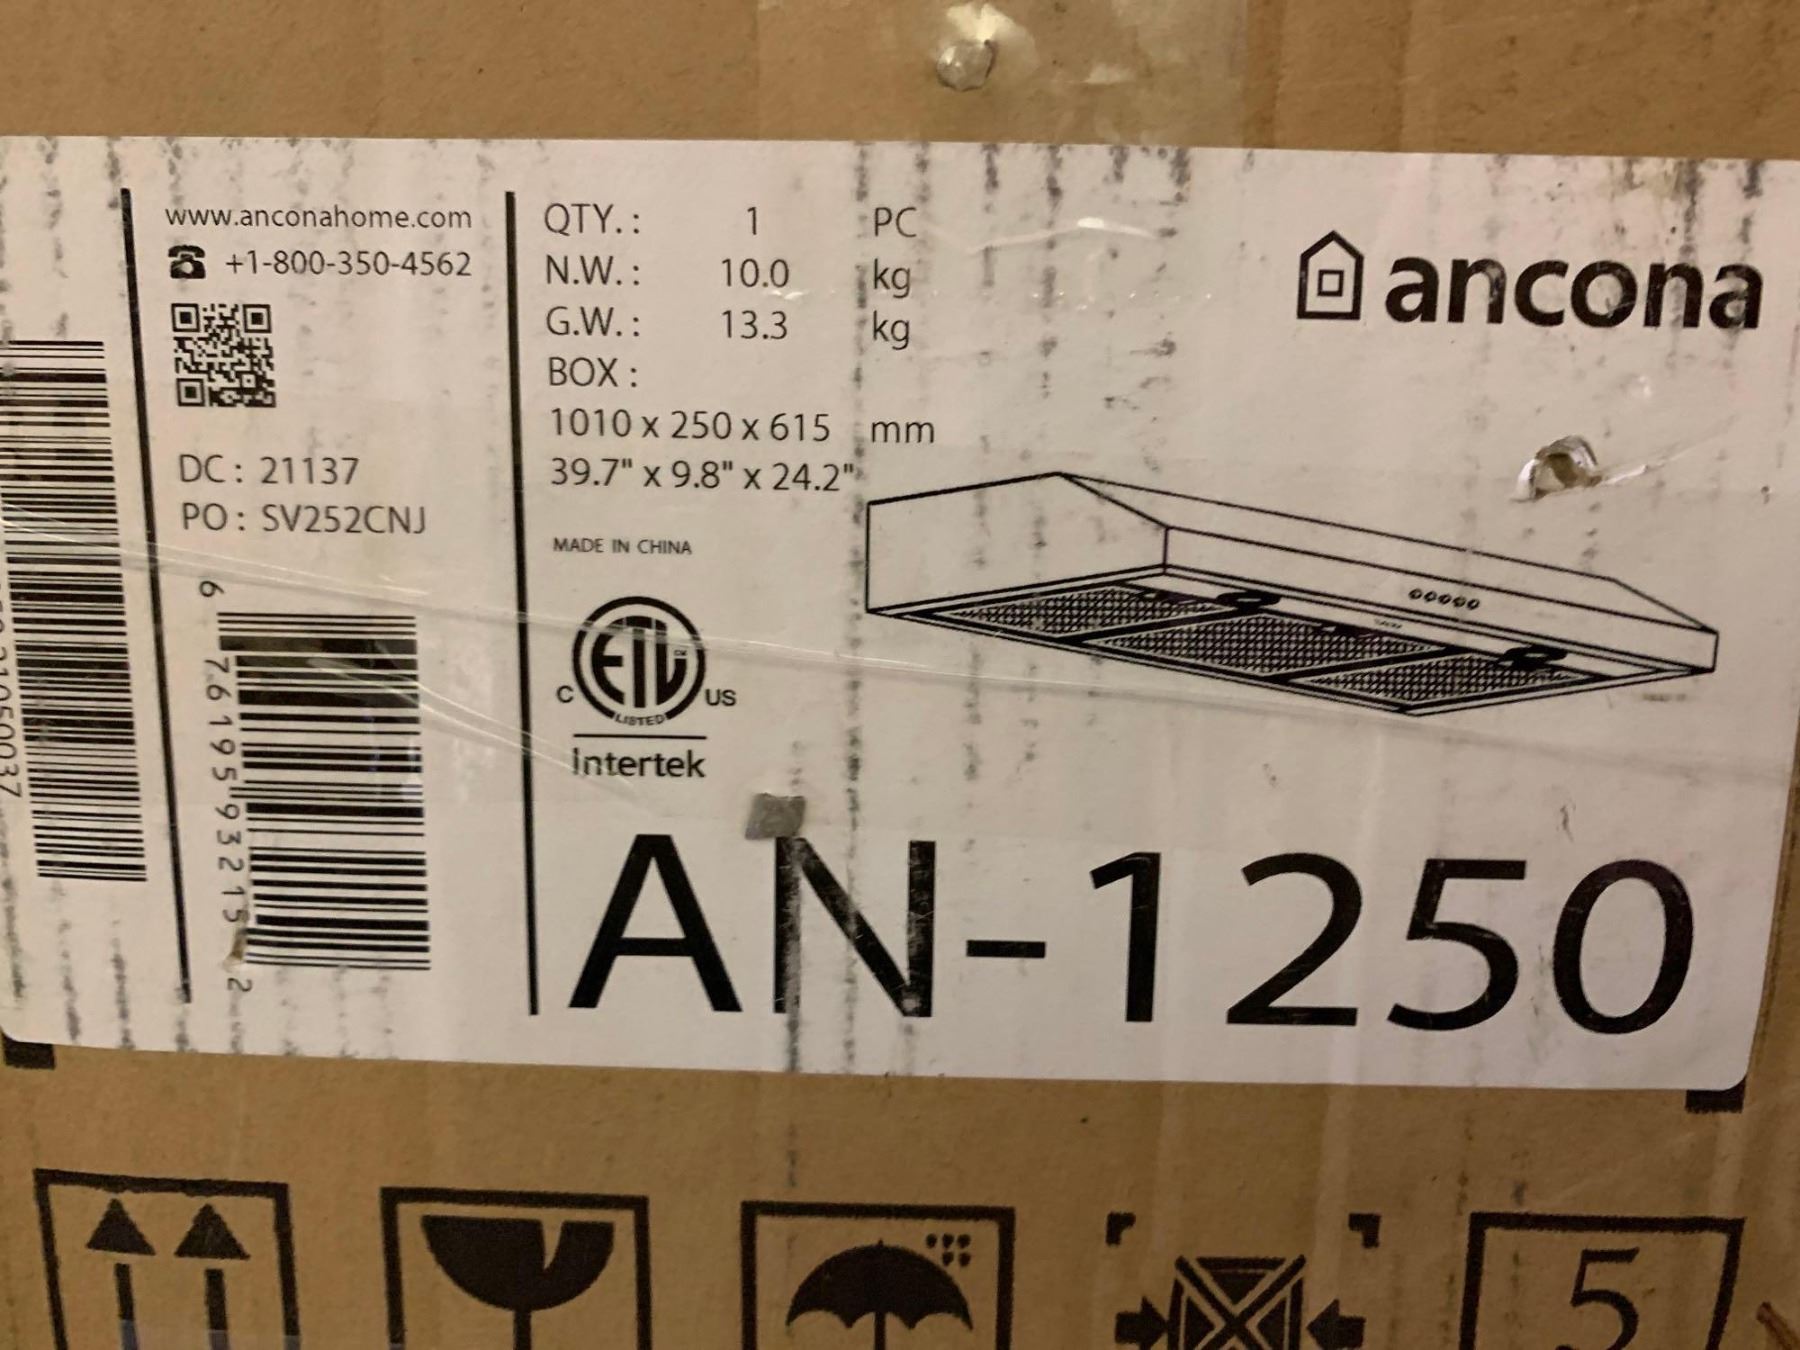 www.anconahome.com
+1-800-350-4562
DC: 21137
PO: SV252CNJ
6 76195 93215 2
QTY.: 1 PC
N.W.: 10.0 kg
G.W.: 13.3 kg
BOX:
1010 x 250 x 615 mm
39.7" x 9.8" x 24.2"
MADE IN CHINA
ETL
CM
C US
LISTED
Intertek
ancona
AN-1250
5